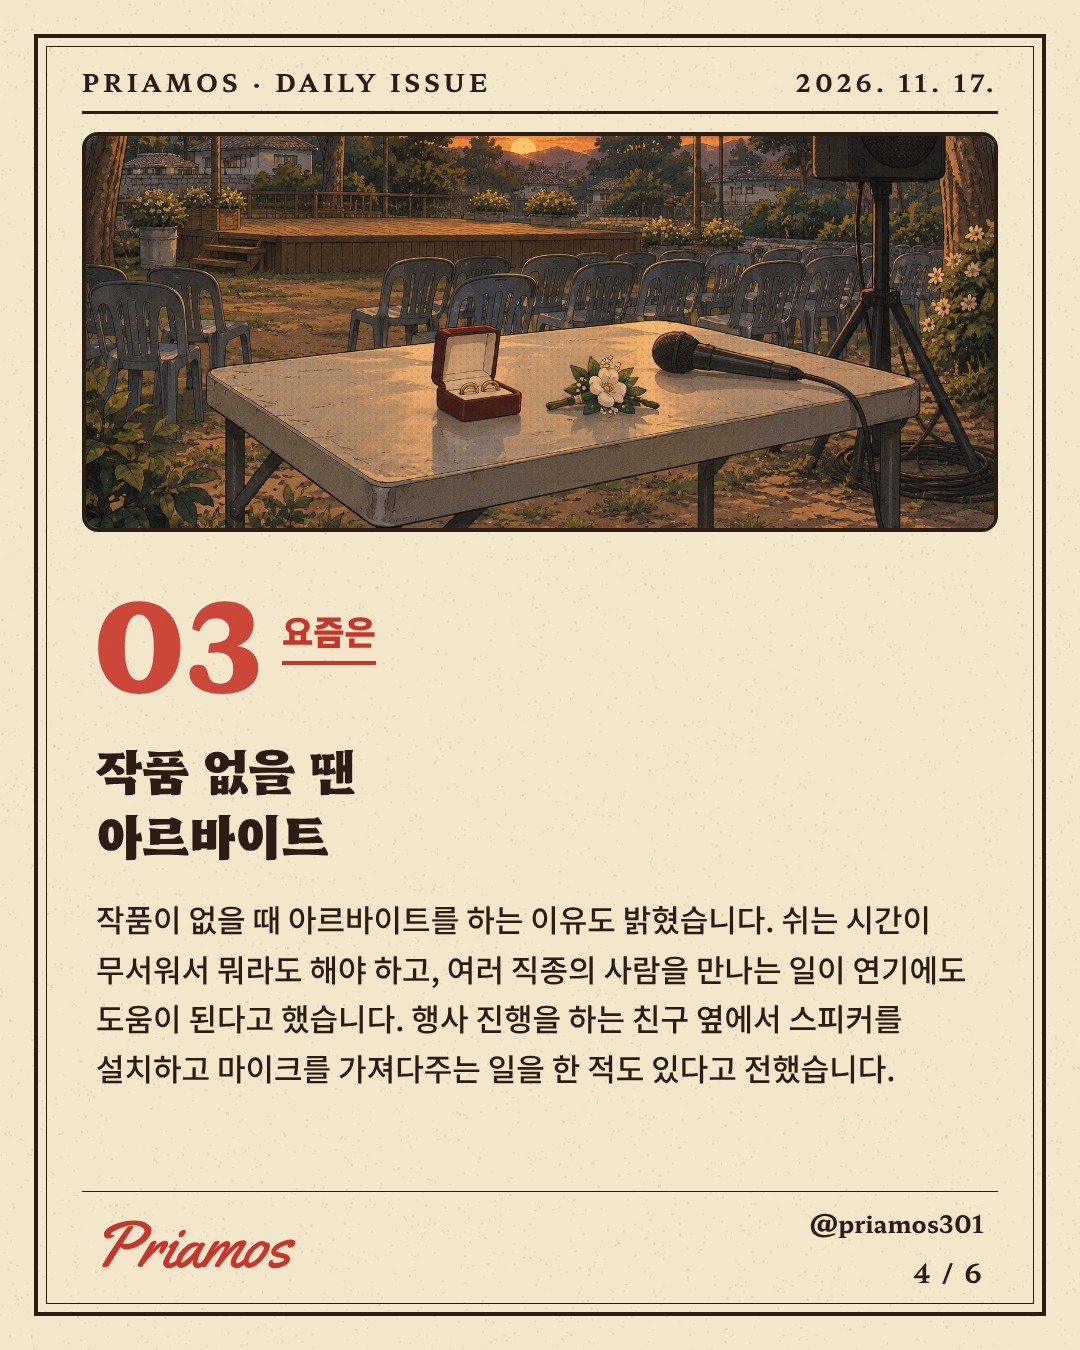 PRIAMOS · DAILY ISSUE
2026. 11. 17.
03
요즘은
작품 없을 땐
아르바이트
작품이 없을 때 아르바이트를 하는 이유도 밝혔습니다. 쉬는 시간이
무서워서 뭐라도 해야 하고, 여러 직종의 사람을 만나는 일이 연기에도
도움이 된다고 했습니다. 행사 진행을 하는 친구 옆에서 스피커를
설치하고 마이크를 가져다주는 일을 한 적도 있다고 전했습니다.
Priamos
@priamos301
4 / 6